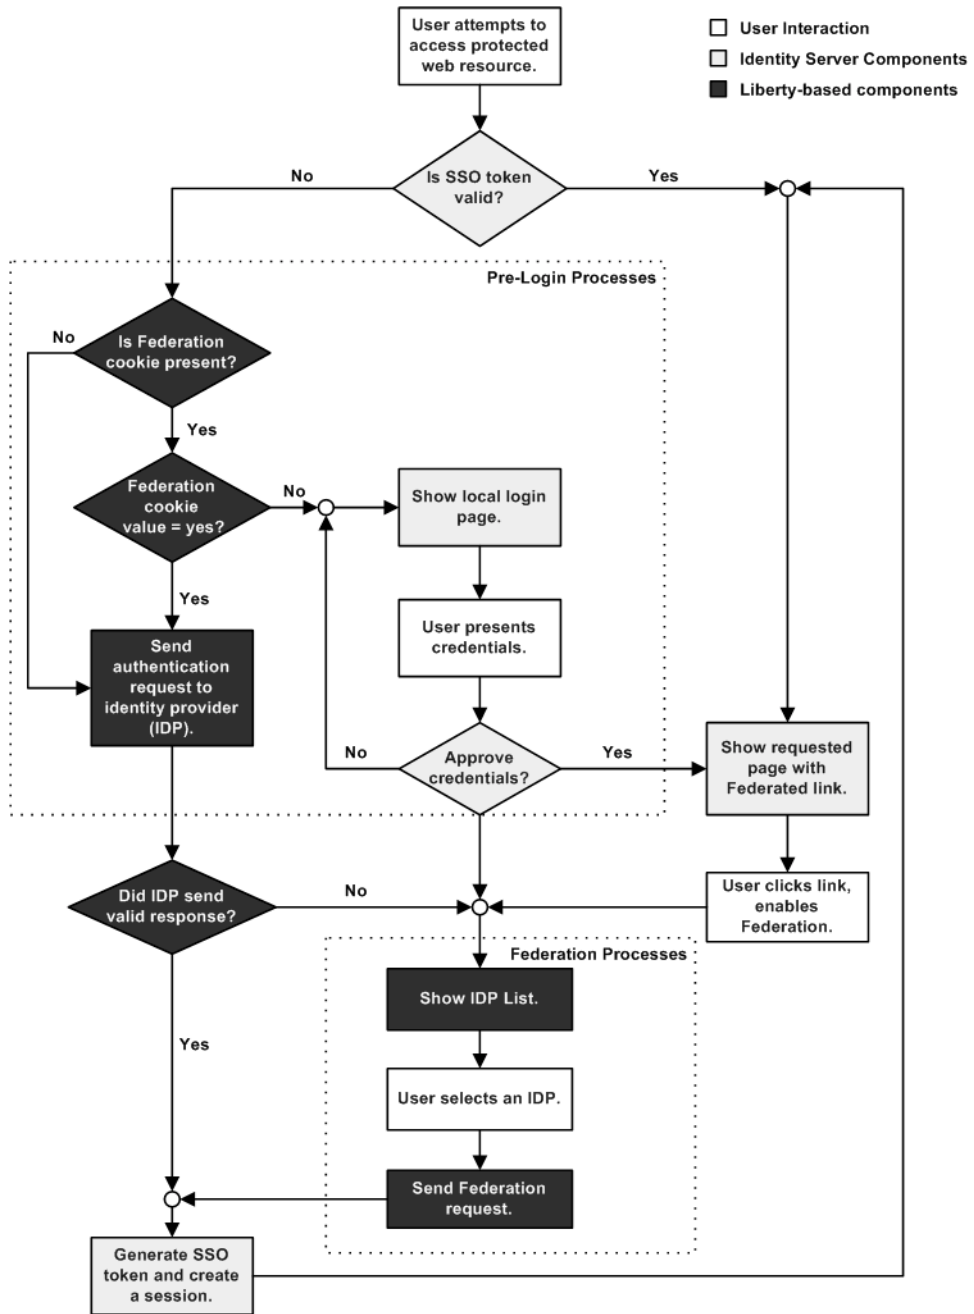 User attempts to
access protected
web resource.
User Interaction
Identity Server Components
Liberty-based components
No
Is SSO token
valid?
Yes
Pre-Login Processes
No
Is Federation
cookie present?
Yes
Federation
cookie
value = yes?
No
Show local login
page.
Yes
User presents
credentials.
Send
authentication
request to
identity provider
(IDP).
No
Approve
credentials?
Yes
Show requested
page with
Federated link.
Did IDP send
valid response?
No
User clicks link,
enables
Federation.
Federation Processes
Show IDP List.
Yes
User selects an IDP.
Send Federation
request.
Generate SSO
token and create
a session.